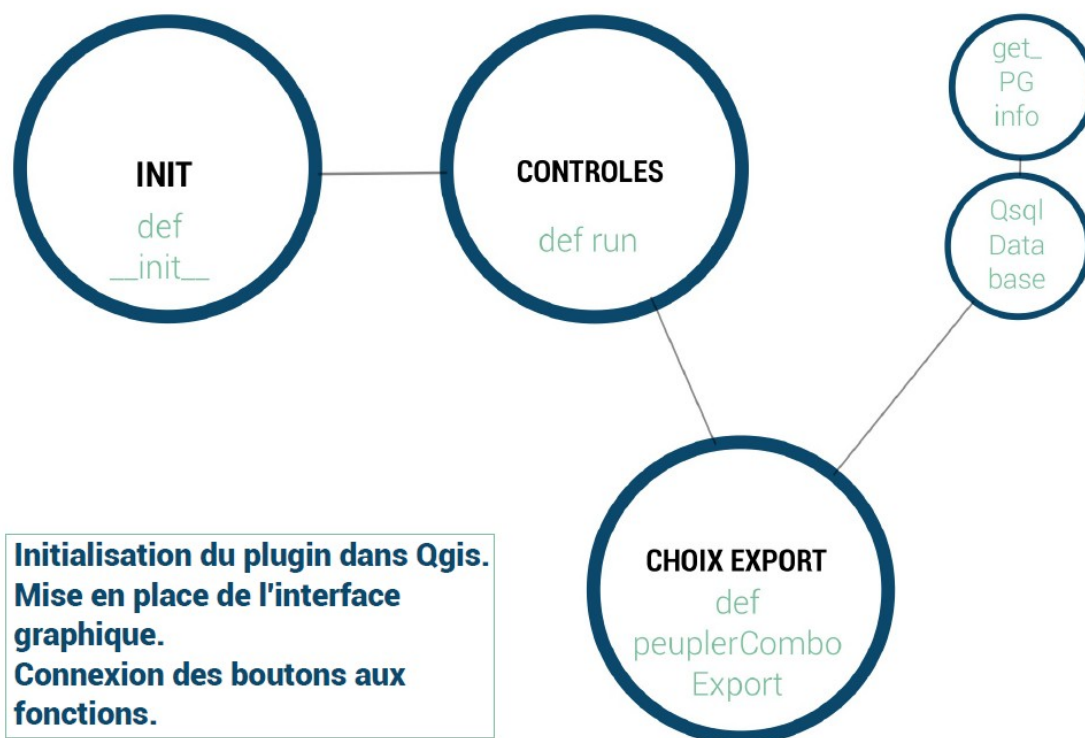 INIT
def
__init__
CONTROLES
def run
get_
PG
info
Qsql
Data
base
CHOIX EXPORT
def
peuplerCombo
Export
Initialisation du plugin dans Qgis.
Mise en place de l'interface
graphique.
Connexion des boutons aux
fonctions.